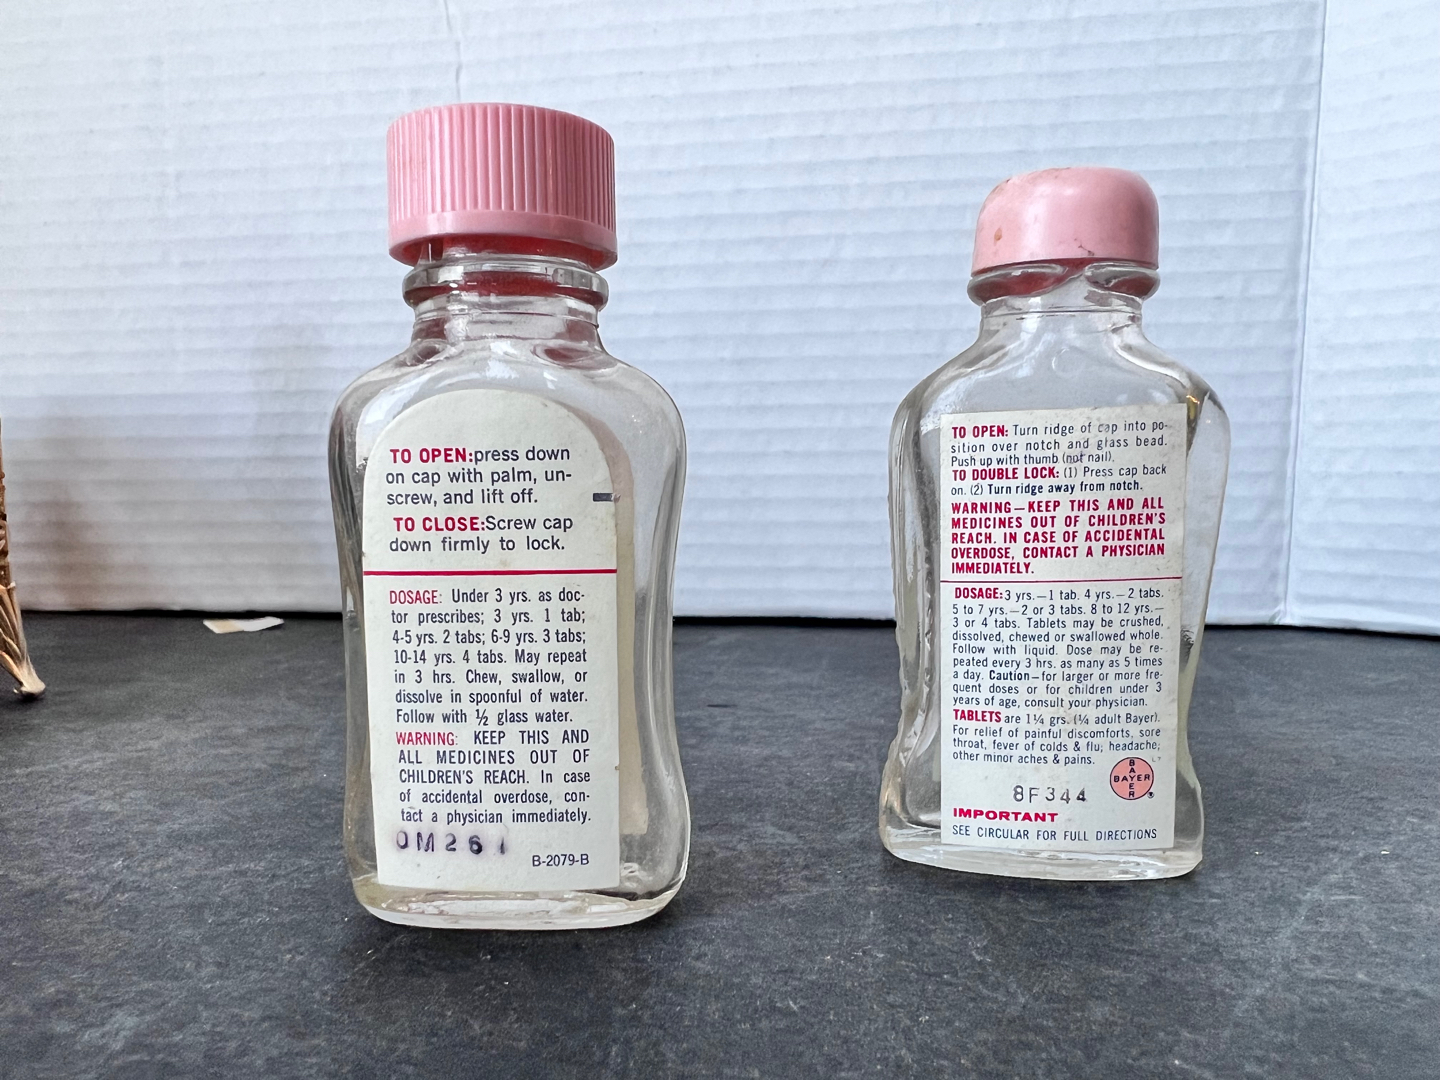 TO OPEN:press down
on cap with palm, un-
screw, and lift off.
TO CLOSE:Screw cap
down firmly to lock.
DOSAGE: Under 3 yrs. as doc-
tor prescribes; 3 yrs. 1 tab;
4-5 yrs. 2 tabs; 6-9 yrs. 3 tabs;
10-14 yrs. 4 tabs. May repeat
in 3 hrs. Chew, swallow, or
dissolve in spoonful of water.
Follow with ½ glass water.
WARNING: KEEP THIS AND
ALL MEDICINES OUT OF
CHILDREN'S REACH. In case
of accidental overdose, con-
tact a physician immediately.
B-2079-B
TO OPEN: Turn ridge of cap into po-
sition over notch and glass bead.
Push up with thumb (not nail).
TO DOUBLE LOCK: (1) Press cap back
on. (2) Turn ridge away from notch.
WARNING—KEEP THIS AND ALL
MEDICINES OUT OF CHILDREN'S
REACH. IN CASE OF ACCIDENTAL
OVERDOSE, CONTACT A PHYSICIAN
IMMEDIATELY.
DOSAGE: 3 yrs.—1 tab. 4 yrs.—2 tabs.
5 to 7 yrs.—2 or 3 tabs. 8 to 12 yrs.—
3 or 4 tabs. Tablets may be crushed,
dissolved, chewed or swallowed whole.
Follow with liquid. Dose may be re-
peated every 3 hrs. as many as 5 times
a day. Caution—for larger or more fre-
quent doses or for children under 3
years of age, consult your physician.
TABLETS are 1¼ grs. (¼ adult Bayer).
For relief of painful discomforts, sore
throat, fever of colds & flu; headache;
other minor aches & pains.
BAYER
BAYER
8F344
IMPORTANT
SEE CIRCULAR FOR FULL DIRECTIONS